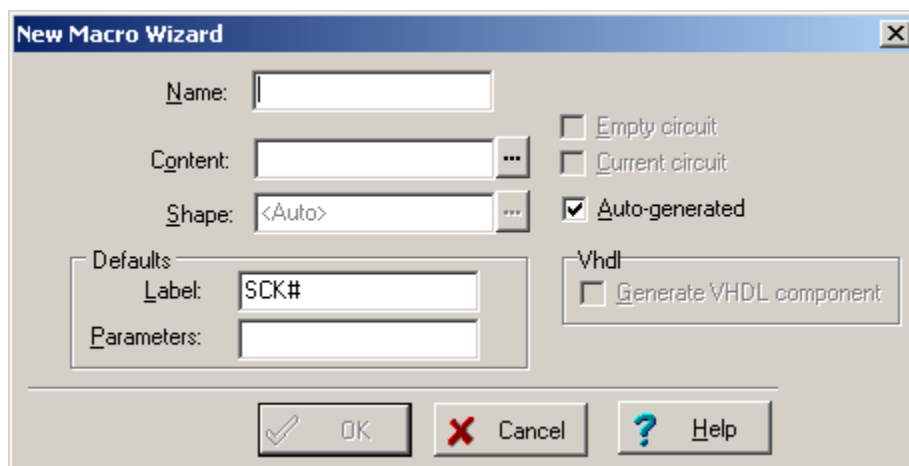 New Macro Wizard
Name:
Empty circuit
Content: ...
Current circuit
Shape: <Auto> ...
Auto-generated
Defaults
Vhdl
Label: SCK#
Generate VHDL component
Parameters:
OK Cancel ? Help